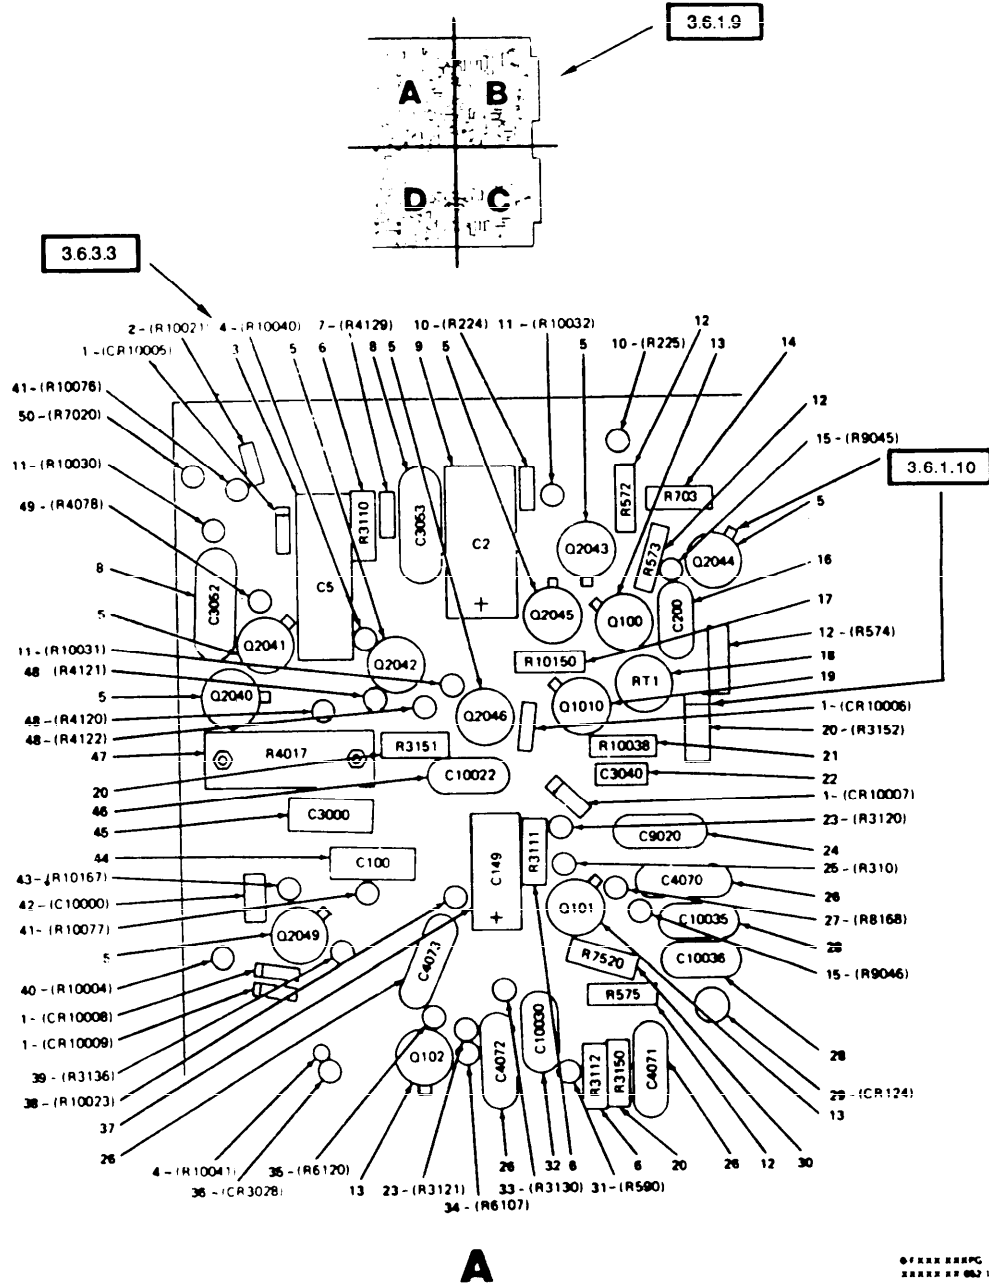 3.6.1.9
A B
D C
3.6.3.3
2-(R10021) 4-(R10040) 7-(R4129) 10-(R224) 11-(R10032) 12
1-(CR10005) 3 5 6 8 5 9 5 5 10-(R225) 13 14
41-(R10076)
50-(R7020)
12
15-(R9045)
11-(R10030)
3.6.1.10
49-(R4078)
5
R3110 C3053 C2 R572 R703
Q2043 R573 Q2044
8
C3052 C5
16
Q2045 Q100 C200
17
5
Q2041 Q2042
12-(R574)
11-(R10031)
R10150
18
48 (R4121)
RT1
19
5
Q2040 Q2046 Q1010
1-(CR10006)
48-(R4120)
20-(R3152)
48-(R4122)
R4017 R3151 R10038
21
47
C10022 C3040
22
20
1-(CR10007)
46
C3000
23-(R3120)
45
C9020
24
44
C100 C149 R3111
25-(R310)
43-(R10167)
C4070
26
42-(C10000)
Q101
27-(R8168)
41-(R10077)
C10035
28
5
Q2049 C4073 R7520 C10036
15-(R9046)
40-(R10004)
R575
1-(CR10008)
C10030
28
1-(CR10009)
Q102 C4072 R3112 R3150 C4071
29-(CR124)
39-(R3136)
13
38-(R10023)
37
26
4-(R10041) 35-(R6120) 26 32 6 6 20 26 12 30
36-(CR3028) 13 23-(R3121) 33-(R3130) 31-(R590)
34-(R6107)
A